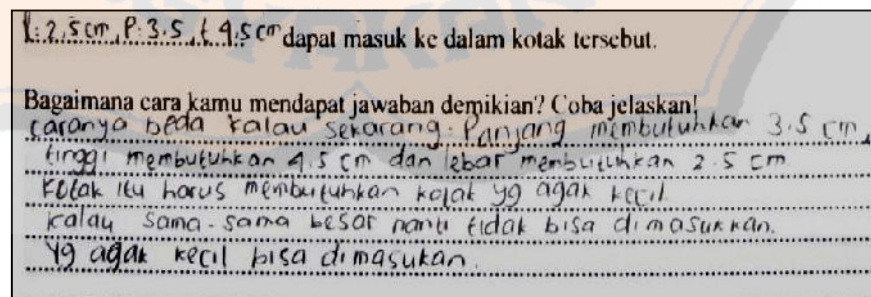 l: 2,5 cm, P: 3.5, t 4.5 cm dapat masuk ke dalam kotak tersebut.
Bagaimana cara kamu mendapat jawaban demikian? Coba jelaskan!
caranya beda kalau sekarang. Panjang membutuhkan 3.5 cm,
tinggi membutuhkan 4.5 cm dan lebar membutuhkan 2.5 cm
kotak itu harus membutuhkan kotak yg agak kecil
kalau sama-sama besar nanti tidak bisa dimasukkan.
yg agak kecil bisa dimasukan.